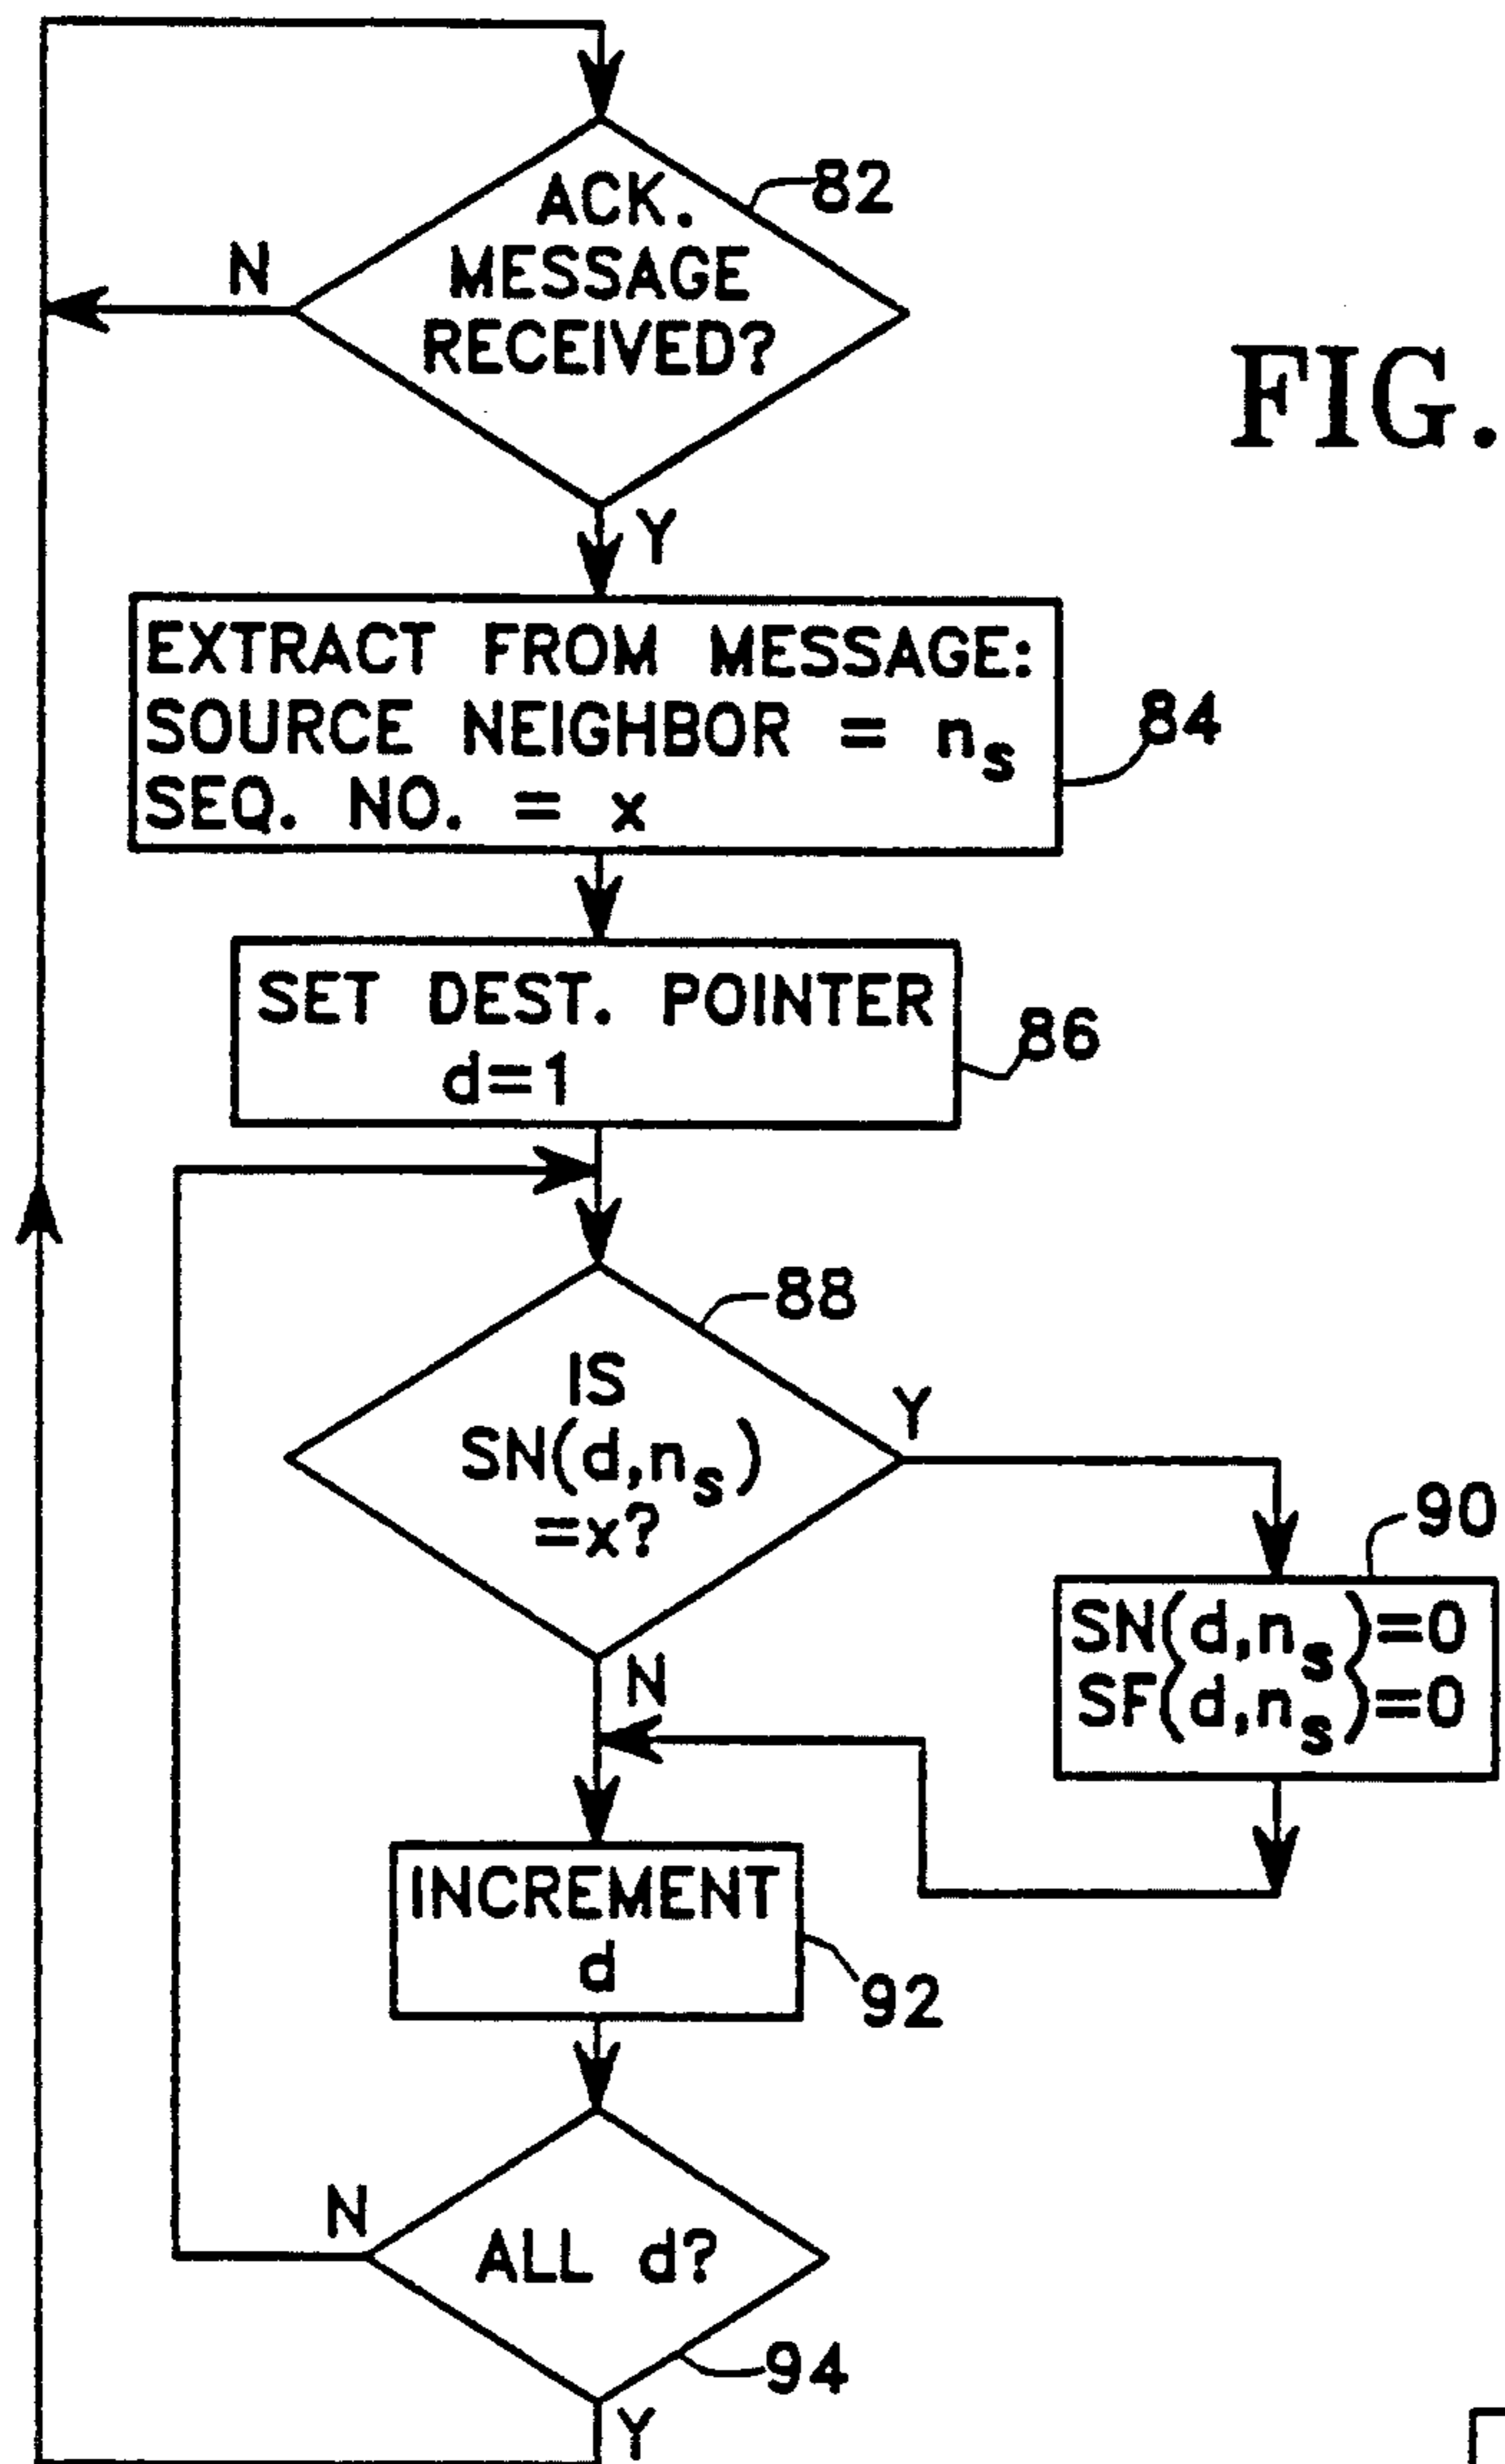 ACK.
MESSAGE
RECEIVED?
82
N
FIG.
Y
EXTRACT FROM MESSAGE:
SOURCE NEIGHBOR = nₛ
SEQ. NO. = x
84
SET DEST. POINTER
d=1
86
88
IS
SN(d,nₛ)
=x?
Y
90
SN(d,nₛ)=0
SF(d,nₛ)=0
N
INCREMENT
d
92
N
ALL d?
94
Y